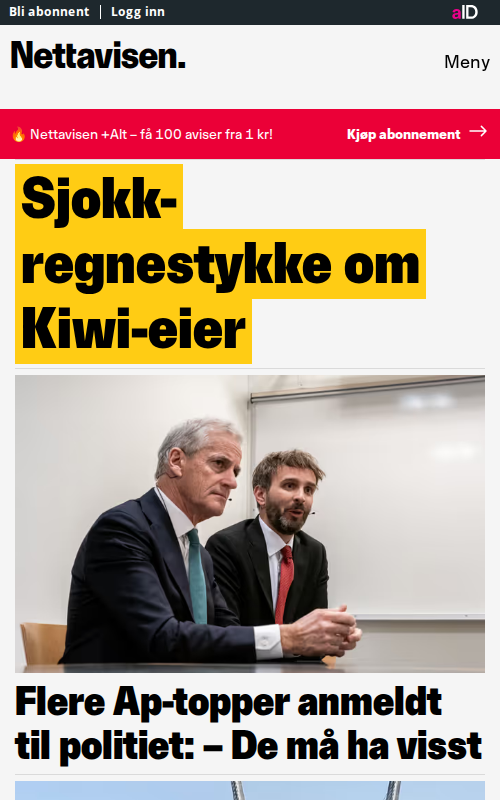 Bli abonnent | Logg inn
aID
Nettavisen.
Meny
🔥 Nettavisen +Alt – få 100 aviser fra 1 kr!
Kjøp abonnement →
Sjokk-
regnestykke om
Kiwi-eier
Flere Ap-topper anmeldt
til politiet: – De må ha visst